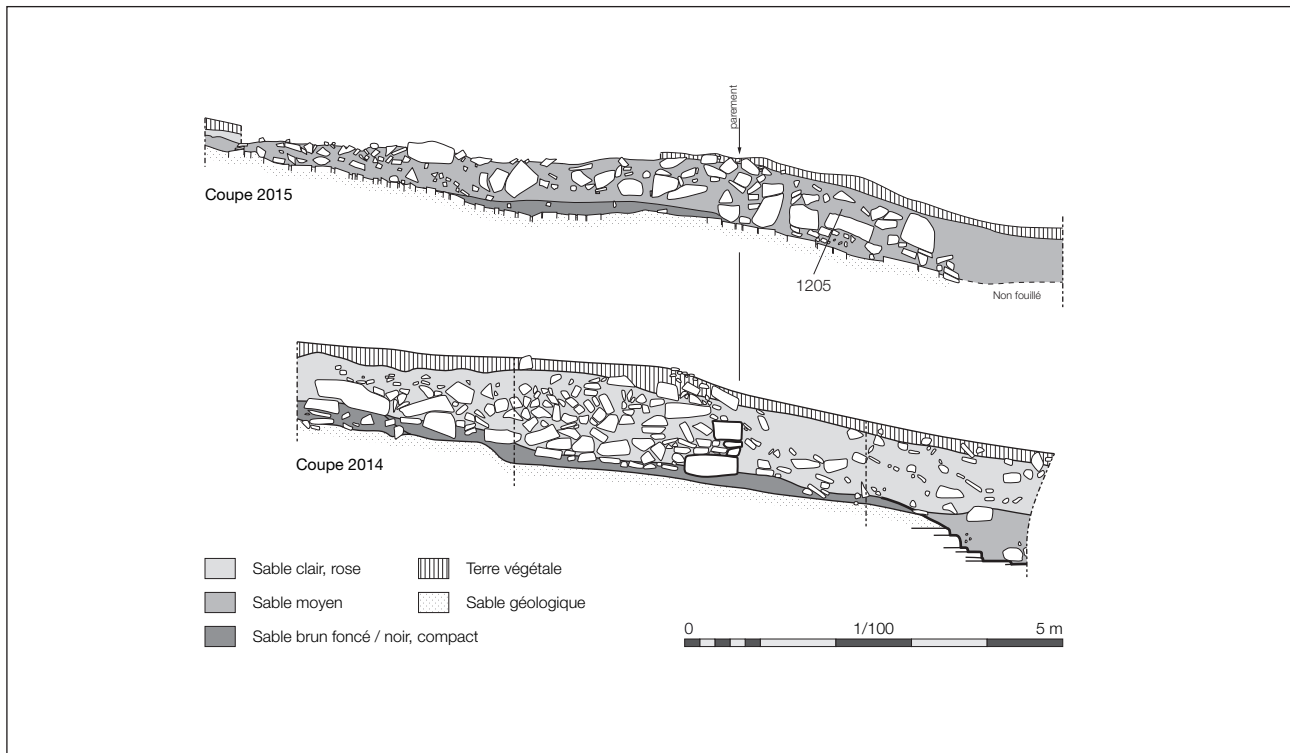 parement
Coupe 2015
1205
Non fouillé
Coupe 2014
Sable clair, rose
Terre végétale
Sable moyen
Sable géologique
Sable brun foncé / noir, compact
0 1/100 5 m